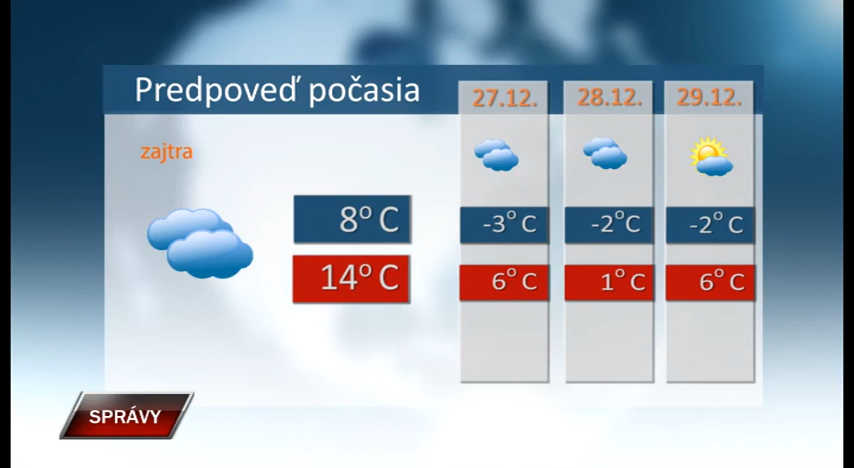 Predpoveď počasia
zajtra
8° C
14° C
27.12.
-3° C
6° C
28.12.
-2°C
1° C
29.12.
-2° C
6° C
SPRÁVY